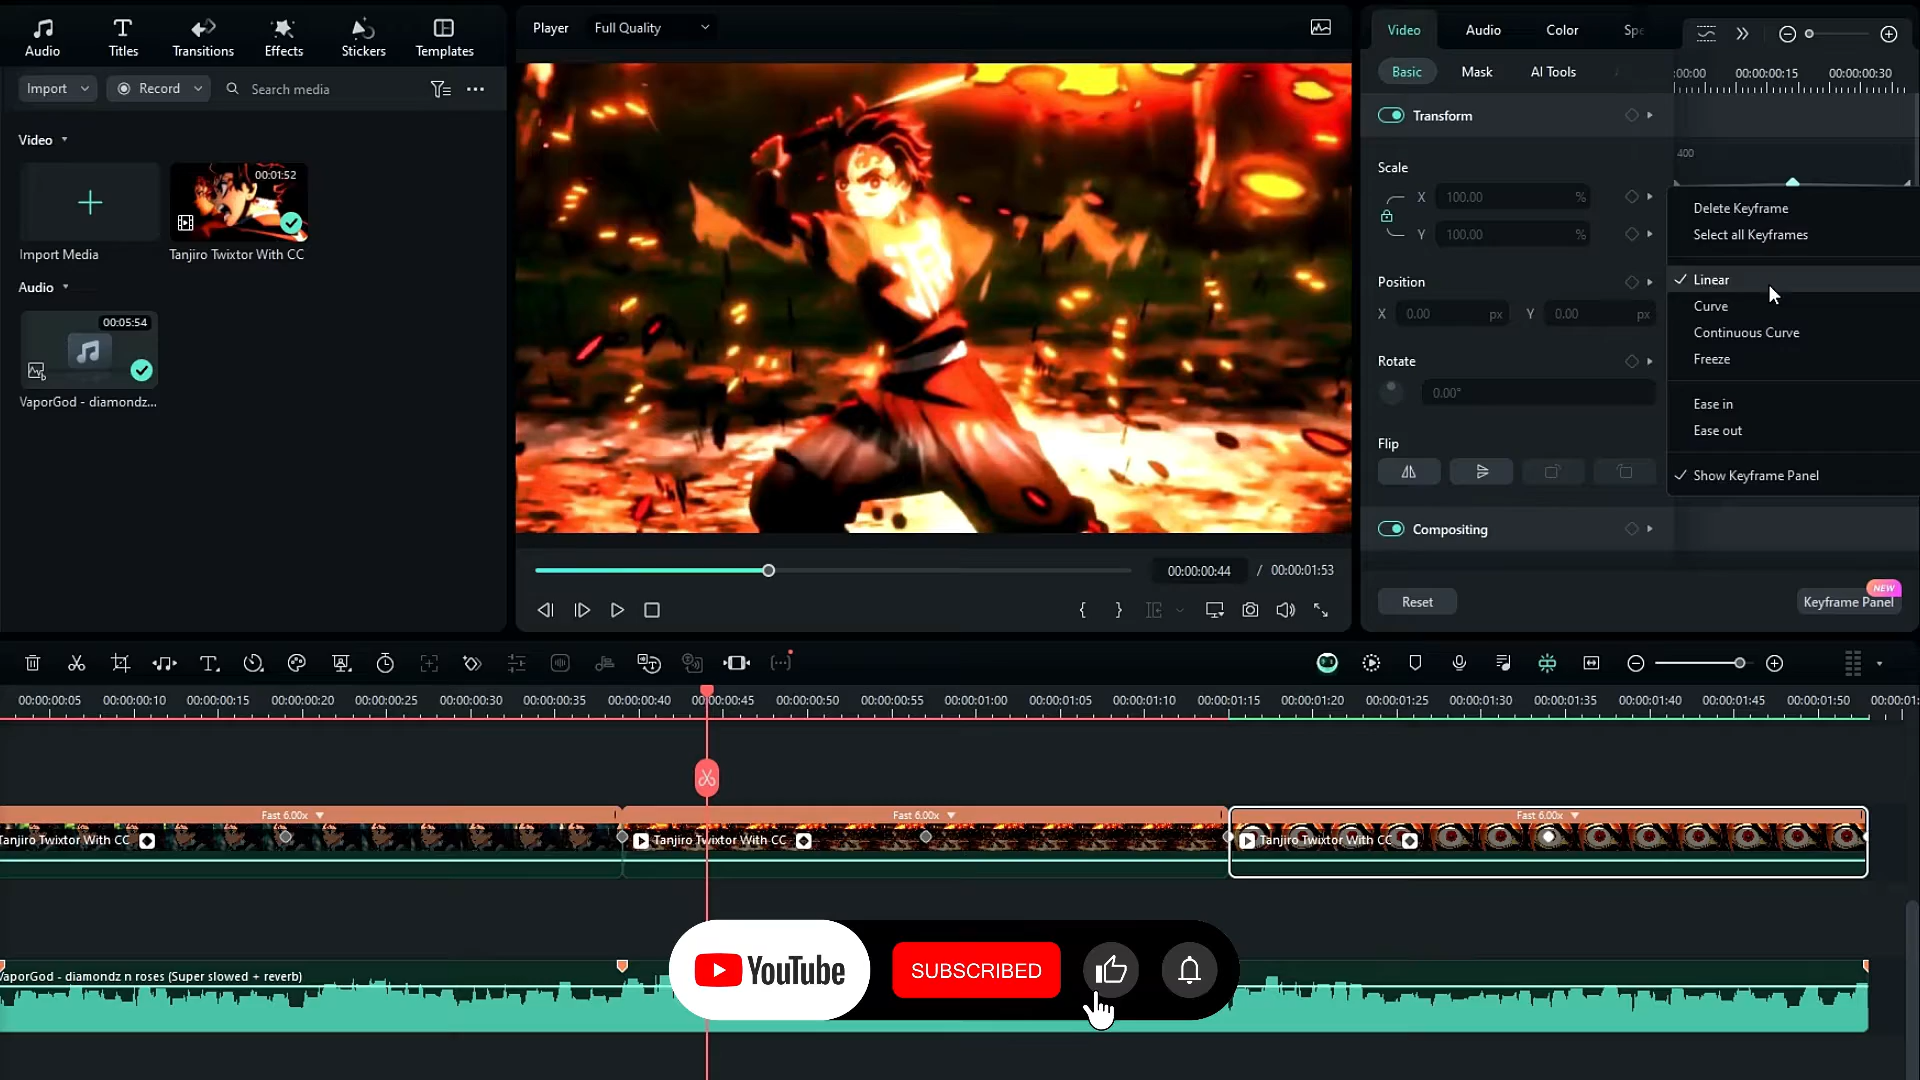 Audio
Titles
Transitions
Effects
Stickers
Templates
Import
Record
Search media
Video
00:01:52
Import Media
Tanjiro Twixtor With CC
Audio
00:05:54
VaporGod - diamondz...
Player
Full Quality
00:00:00:44 / 00:00:01:53
Video
Audio
Color
Basic
Mask
AI Tools
Transform
Scale
X 100.00 %
Y 100.00 %
Position
X 0.00 px Y 0.00 px
Rotate
0.00°
Flip
Compositing
Reset
NEW
Keyframe Panel
:00:00 00:00:00:15 00:00:00:30
400
Delete Keyframe
Select all Keyframes
Linear
Curve
Continuous Curve
Freeze
Ease in
Ease out
Show Keyframe Panel
00:00:00:05 00:00:00:10 00:00:00:15 00:00:00:20 00:00:00:25 00:00:00:30 00:00:00:35 00:00:00:40 00:00:00:45 00:00:00:50 00:00:00:55 00:00:01:00 00:00:01:05 00:00:01:10 00:00:01:15 00:00:01:20 00:00:01:25 00:00:01:30 00:00:01:35 00:00:01:40 00:00:01:45 00:00:01:50 00:00:01:
Fast 6.00x Fast 6.00x Fast 6.00x
Tanjiro Twixtor With CC Tanjiro Twixtor With CC Tanjiro Twixtor With CC
VaporGod - diamondz n roses (Super slowed + reverb)
YouTube
SUBSCRIBED